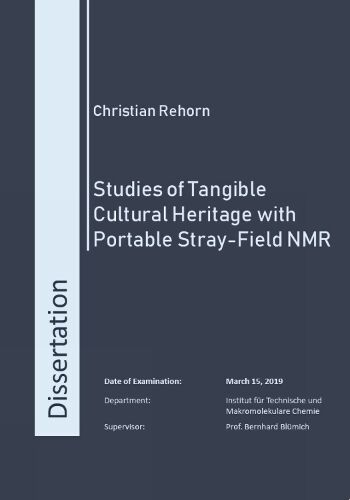 Christian Rehorn
Studies of Tangible
Cultural Heritage with
Portable Stray-Field NMR
Dissertation
Date of Examination: March 15, 2019
Department: Institut für Technische und
Makromolekulare Chemie
Supervisor: Prof. Bernhard Blümich